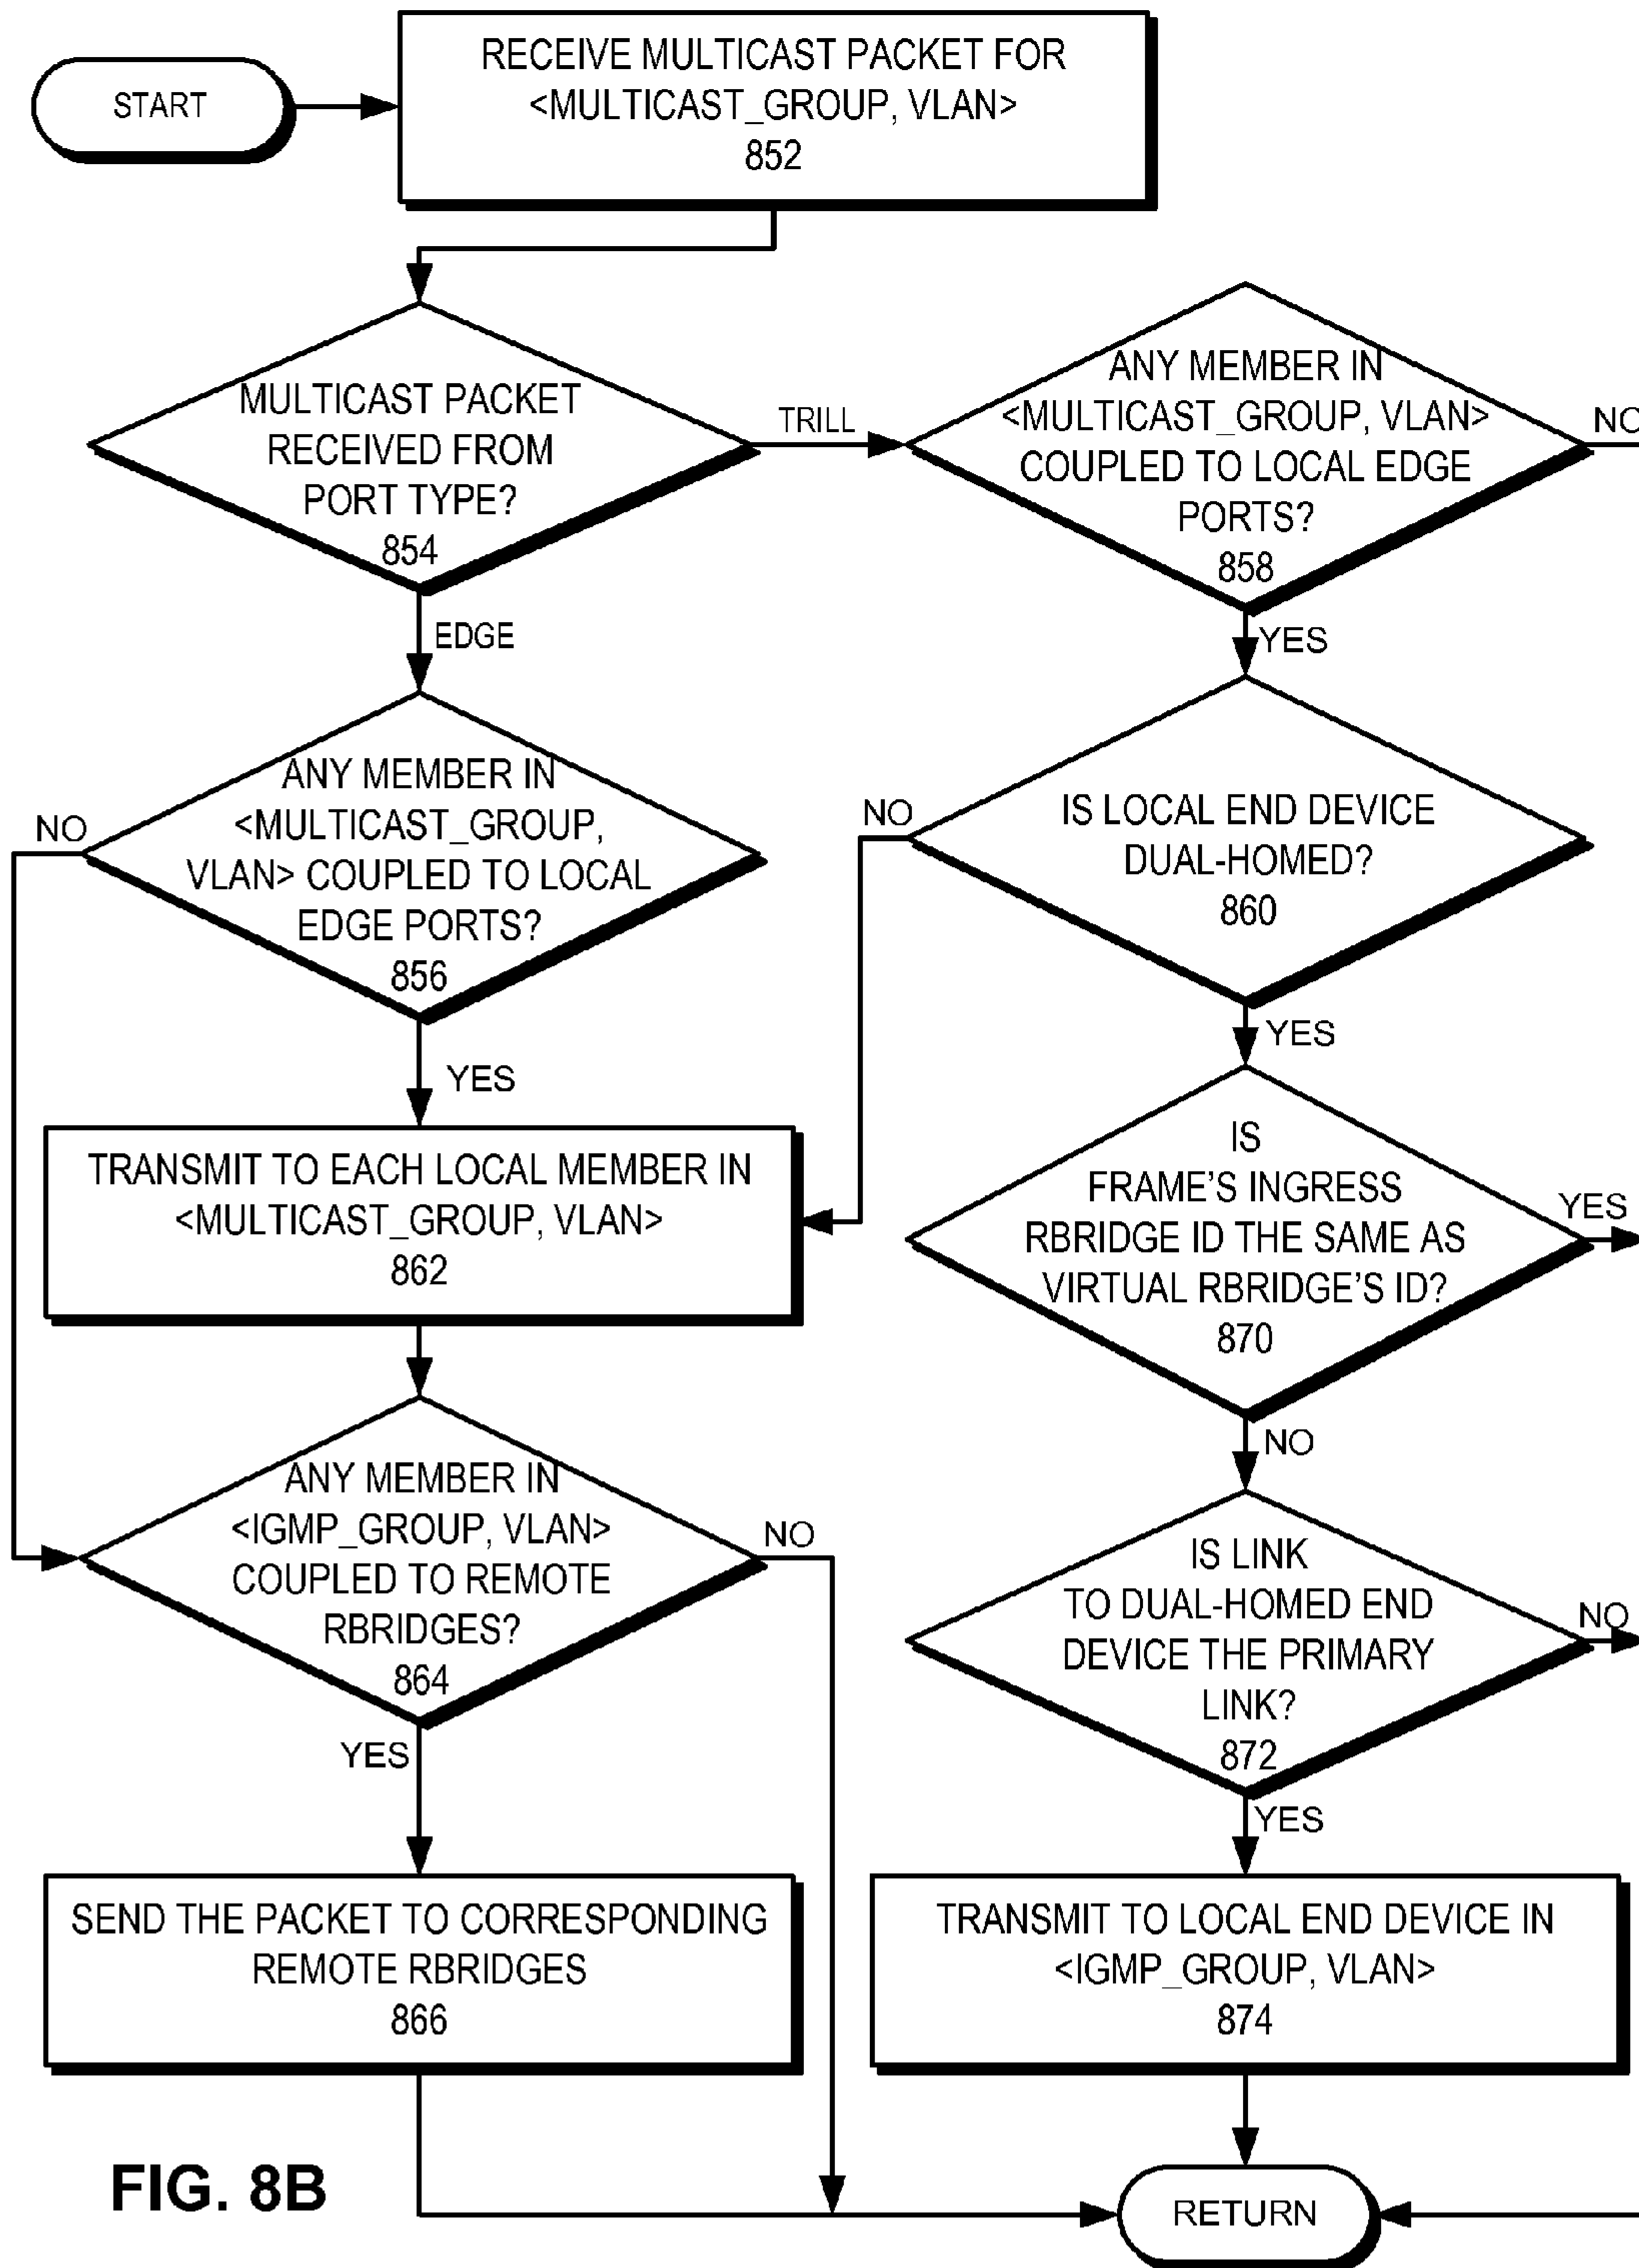 START
RECEIVE MULTICAST PACKET FOR
<MULTICAST_GROUP, VLAN>
852
MULTICAST PACKET
RECEIVED FROM
PORT TYPE?
854
TRILL
EDGE
ANY MEMBER IN
<MULTICAST_GROUP, VLAN>
COUPLED TO LOCAL EDGE
PORTS?
858
NO
YES
ANY MEMBER IN
<MULTICAST_GROUP,
VLAN> COUPLED TO LOCAL
EDGE PORTS?
856
NO
YES
IS LOCAL END DEVICE
DUAL-HOMED?
860
NO
YES
TRANSMIT TO EACH LOCAL MEMBER IN
<MULTICAST_GROUP, VLAN>
862
IS
FRAME'S INGRESS
RBRIDGE ID THE SAME AS
VIRTUAL RBRIDGE'S ID?
870
YES
NO
ANY MEMBER IN
<IGMP_GROUP, VLAN>
COUPLED TO REMOTE
RBRIDGES?
864
NO
YES
IS LINK
TO DUAL-HOMED END
DEVICE THE PRIMARY
LINK?
872
NO
YES
SEND THE PACKET TO CORRESPONDING
REMOTE RBRIDGES
866
TRANSMIT TO LOCAL END DEVICE IN
<IGMP_GROUP, VLAN>
874
RETURN
FIG. 8B